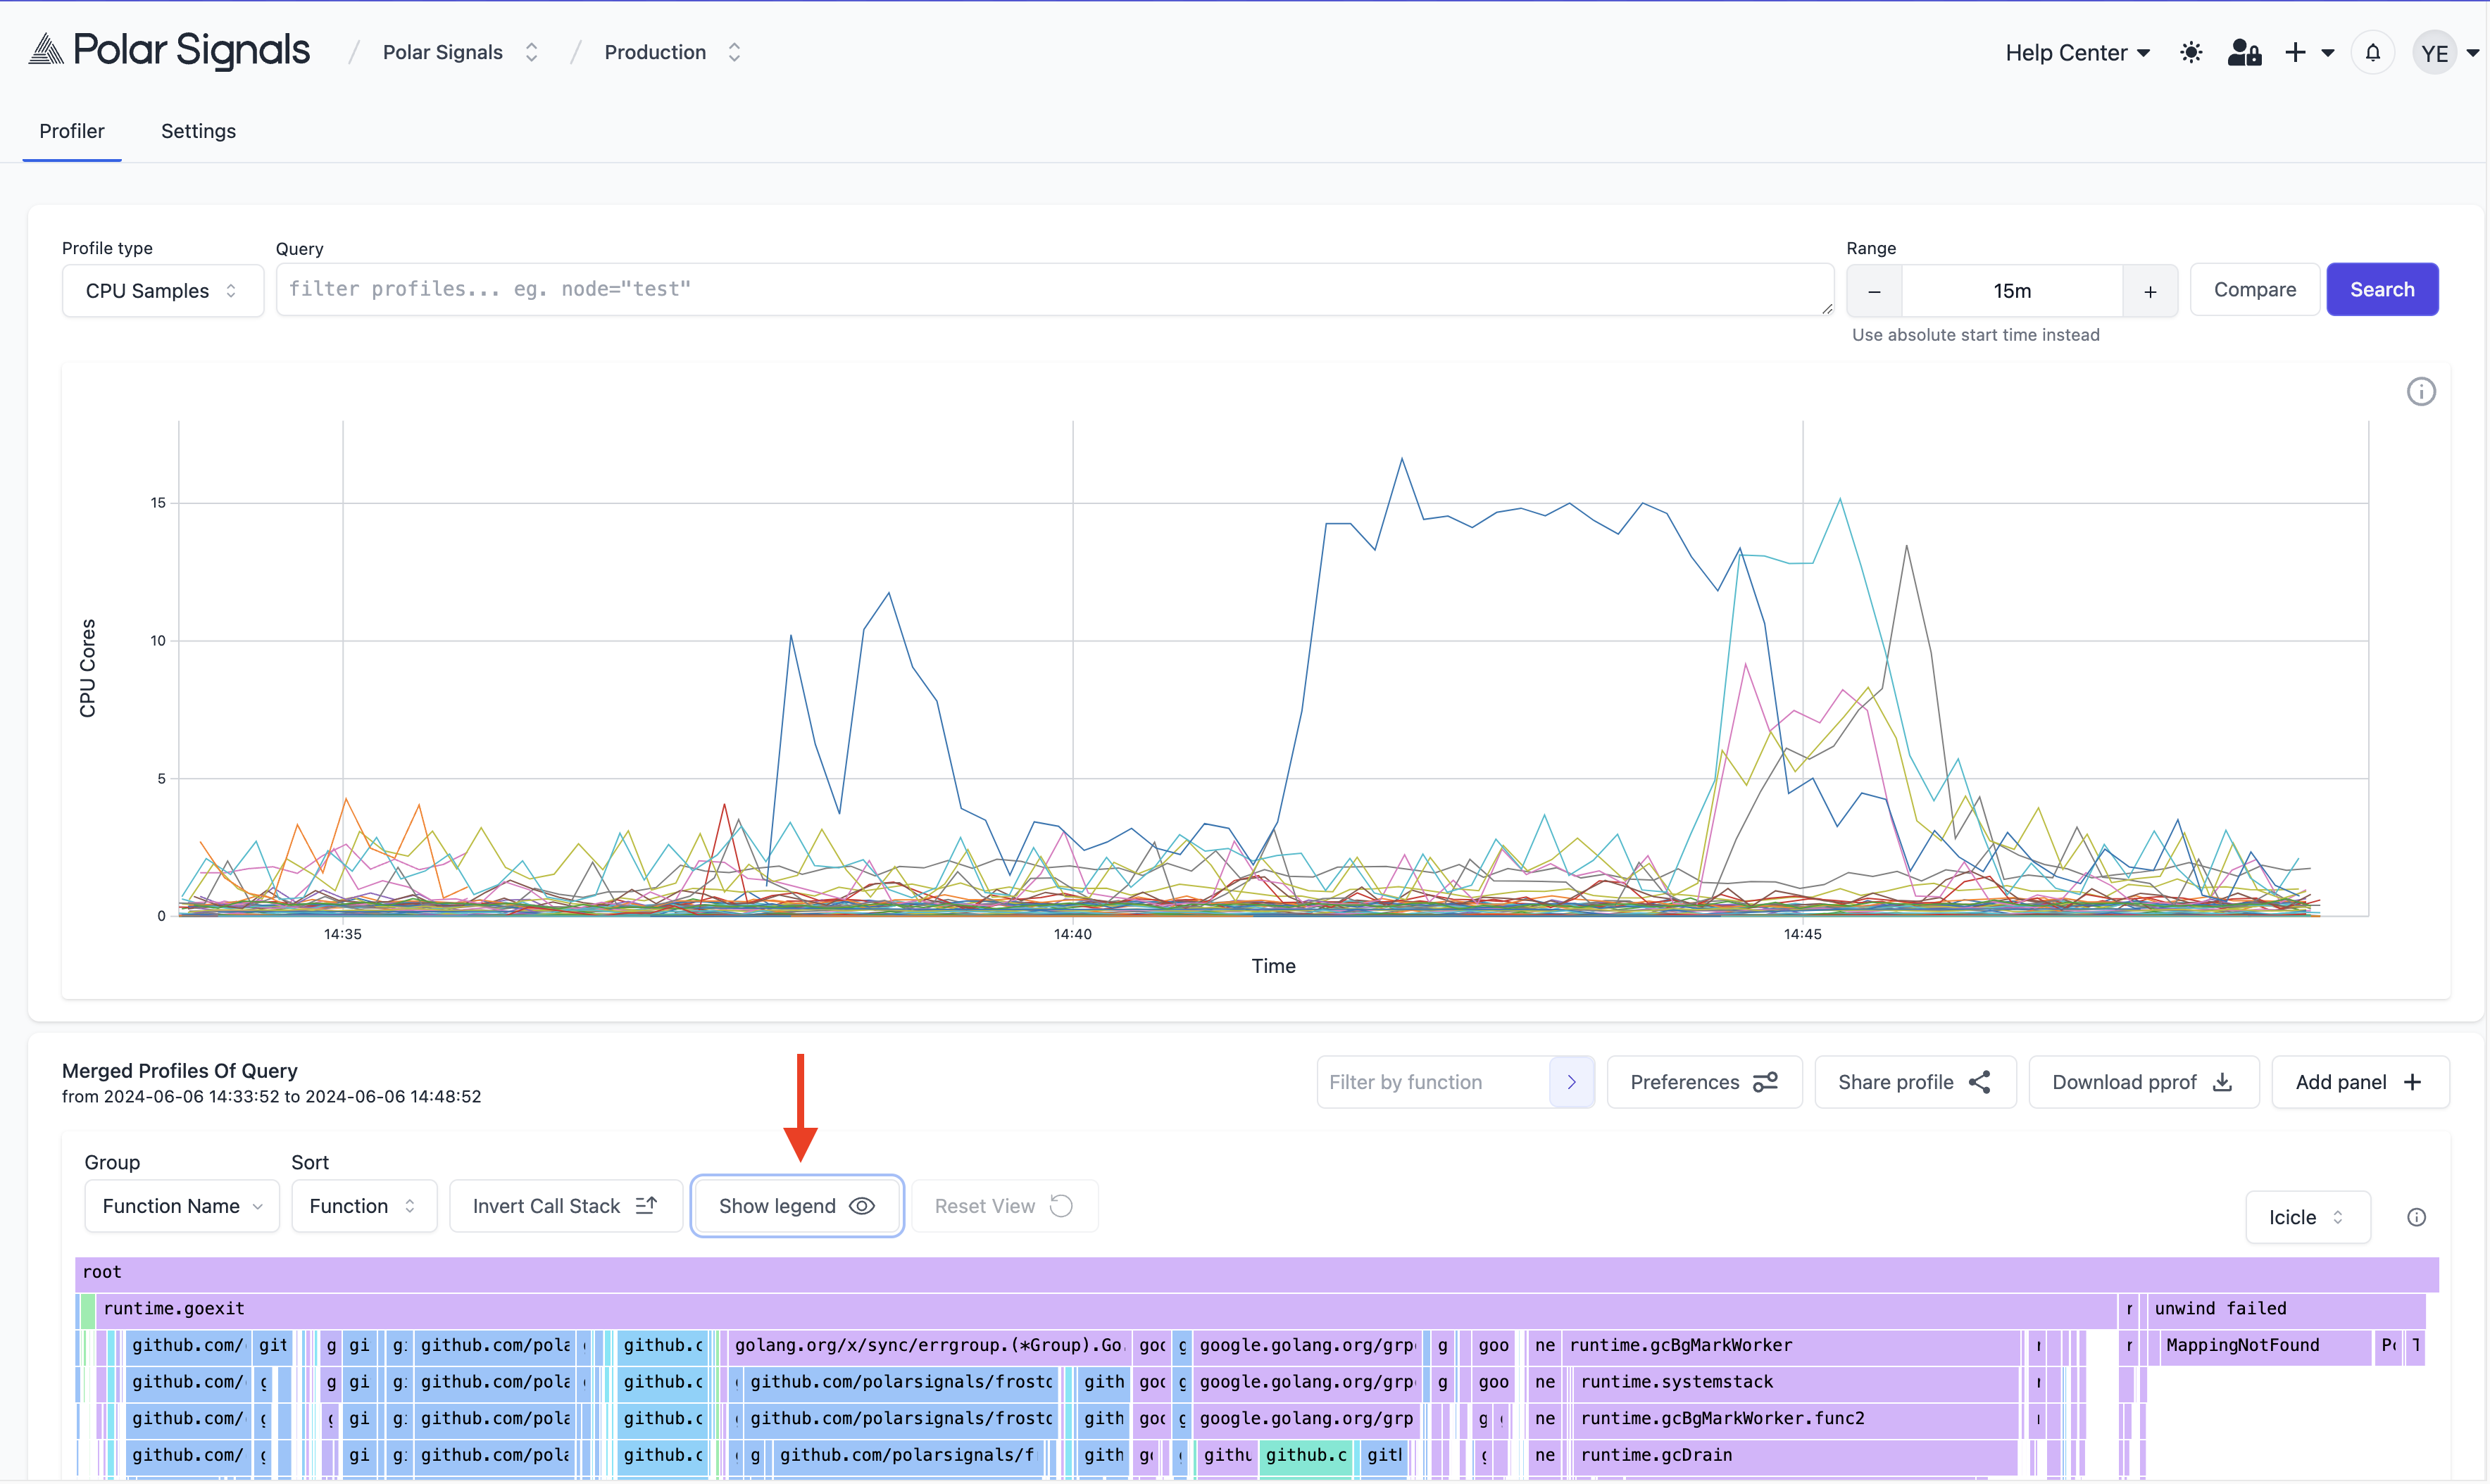 Polar Signals / Polar Signals / Production Help Center YE
Profiler Settings
Profile type Query Range
CPU Samples filter profiles... eg. node="test" − 15m + Compare Search
Use absolute start time instead
15
10
5
0
CPU Cores
14:35 14:40 14:45
Time
Merged Profiles Of Query
from 2024-06-06 14:33:52 to 2024-06-06 14:48:52
Filter by function Preferences Share profile Download pprof Add panel +
Group Sort
Function Name Function Invert Call Stack Show legend Reset View Icicle
root
runtime.goexit r unwind failed
github.com/ git g gi g: github.com/pola github.c golang.org/x/sync/errgroup.(*Group).Go. goo g google.golang.org/grp g goo ne runtime.gcBgMarkWorker r r MappingNotFound
github.com/ g g gi g: github.com/pola github.c github.com/polarsignals/frosto gith goo g google.golang.org/grp g goo ne runtime.systemstack
github.com/ g g gi g: github.com/pola github.c github.com/polarsignals/frosto gith goo g google.golang.org/grp g ne runtime.gcBgMarkWorker.func2
github.com/ g gi g: github.com/pola github.c g github.com/polarsignals/f gith githu github.c gitl ne runtime.gcDrain